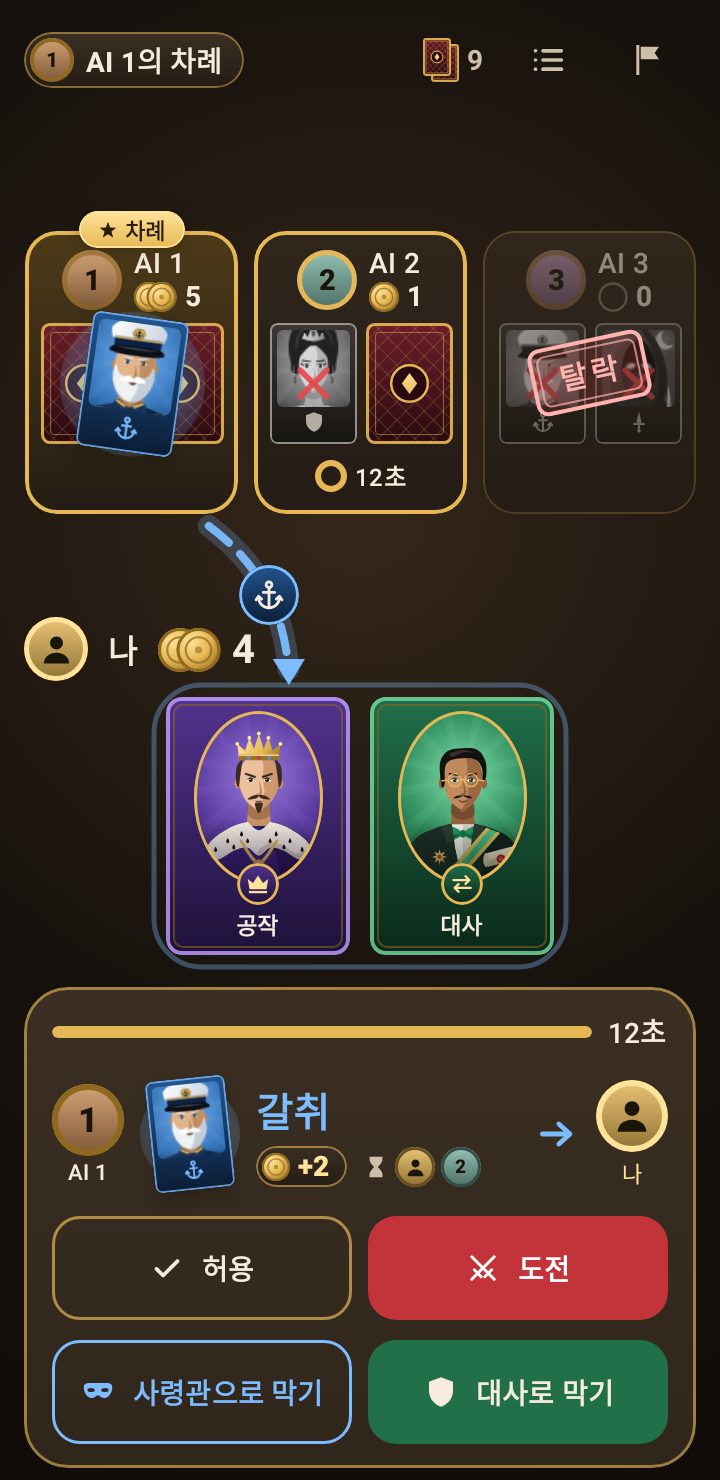 1 AI 1의 차례 9
차례
1 AI 1 5
2 AI 2 1
3 AI 3 0
탈락
12초
나 4
공작 대사
12초
1 갈취
AI 1 +2 2 나
허용 도전
사령관으로 막기 대사로 막기